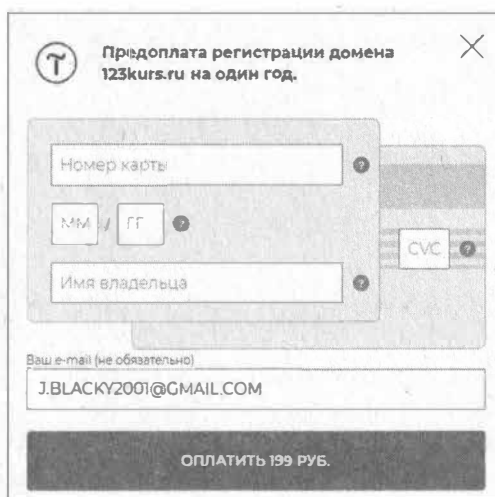 Предоплата регистрации домена
123kurs.ru на один год.
Номер карты
?
ММ / ГГ ?
CVC ?
Имя владельца
?
Ваш e-mail (не обязательно)
J.BLACKY2001@GMAIL.COM
ОПЛАТИТЬ 199 РУБ.